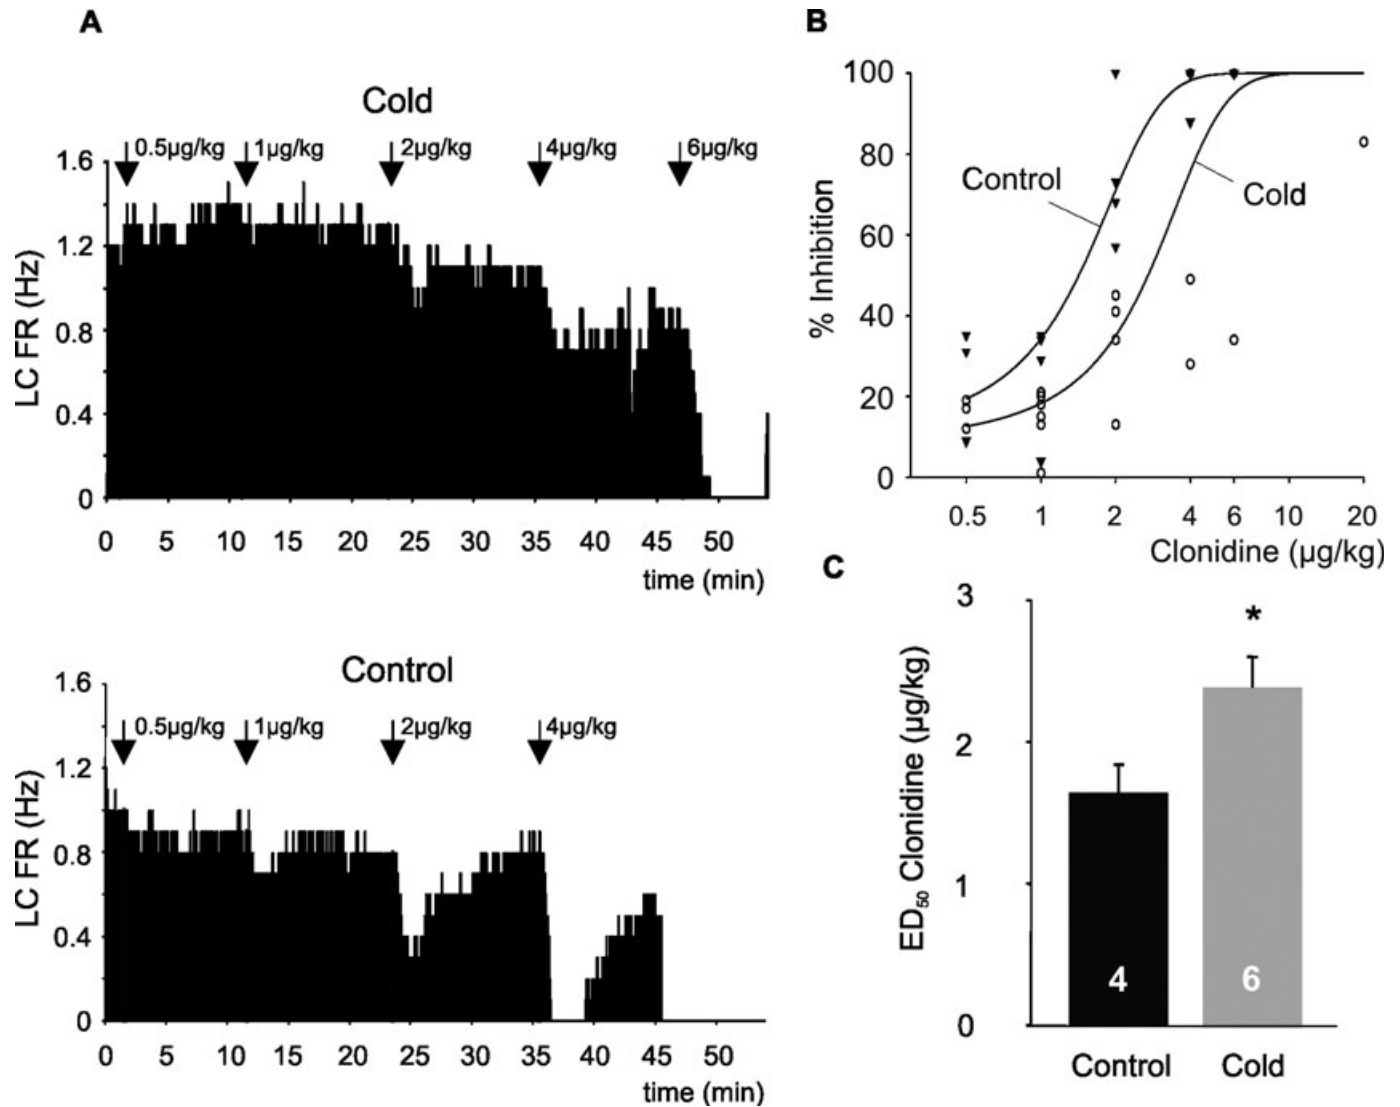 A
Cold
0.5µg/kg 1µg/kg 2µg/kg 4µg/kg 6µg/kg
1.6
1.2
0.8
0.4
0
LC FR (Hz)
0 5 10 15 20 25 30 35 40 45 50
time (min)
Control
0.5µg/kg 1µg/kg 2µg/kg 4µg/kg
1.6
1.2
0.8
0.4
0
LC FR (Hz)
0 5 10 15 20 25 30 35 40 45 50
time (min)
B
100
80
60
40
20
0
% Inhibition
Control
Cold
0.5 1 2 4 6 10 20
Clonidine (µg/kg)
C
3
2
1
0
ED50 Clonidine (µg/kg)
*
4 6
Control Cold